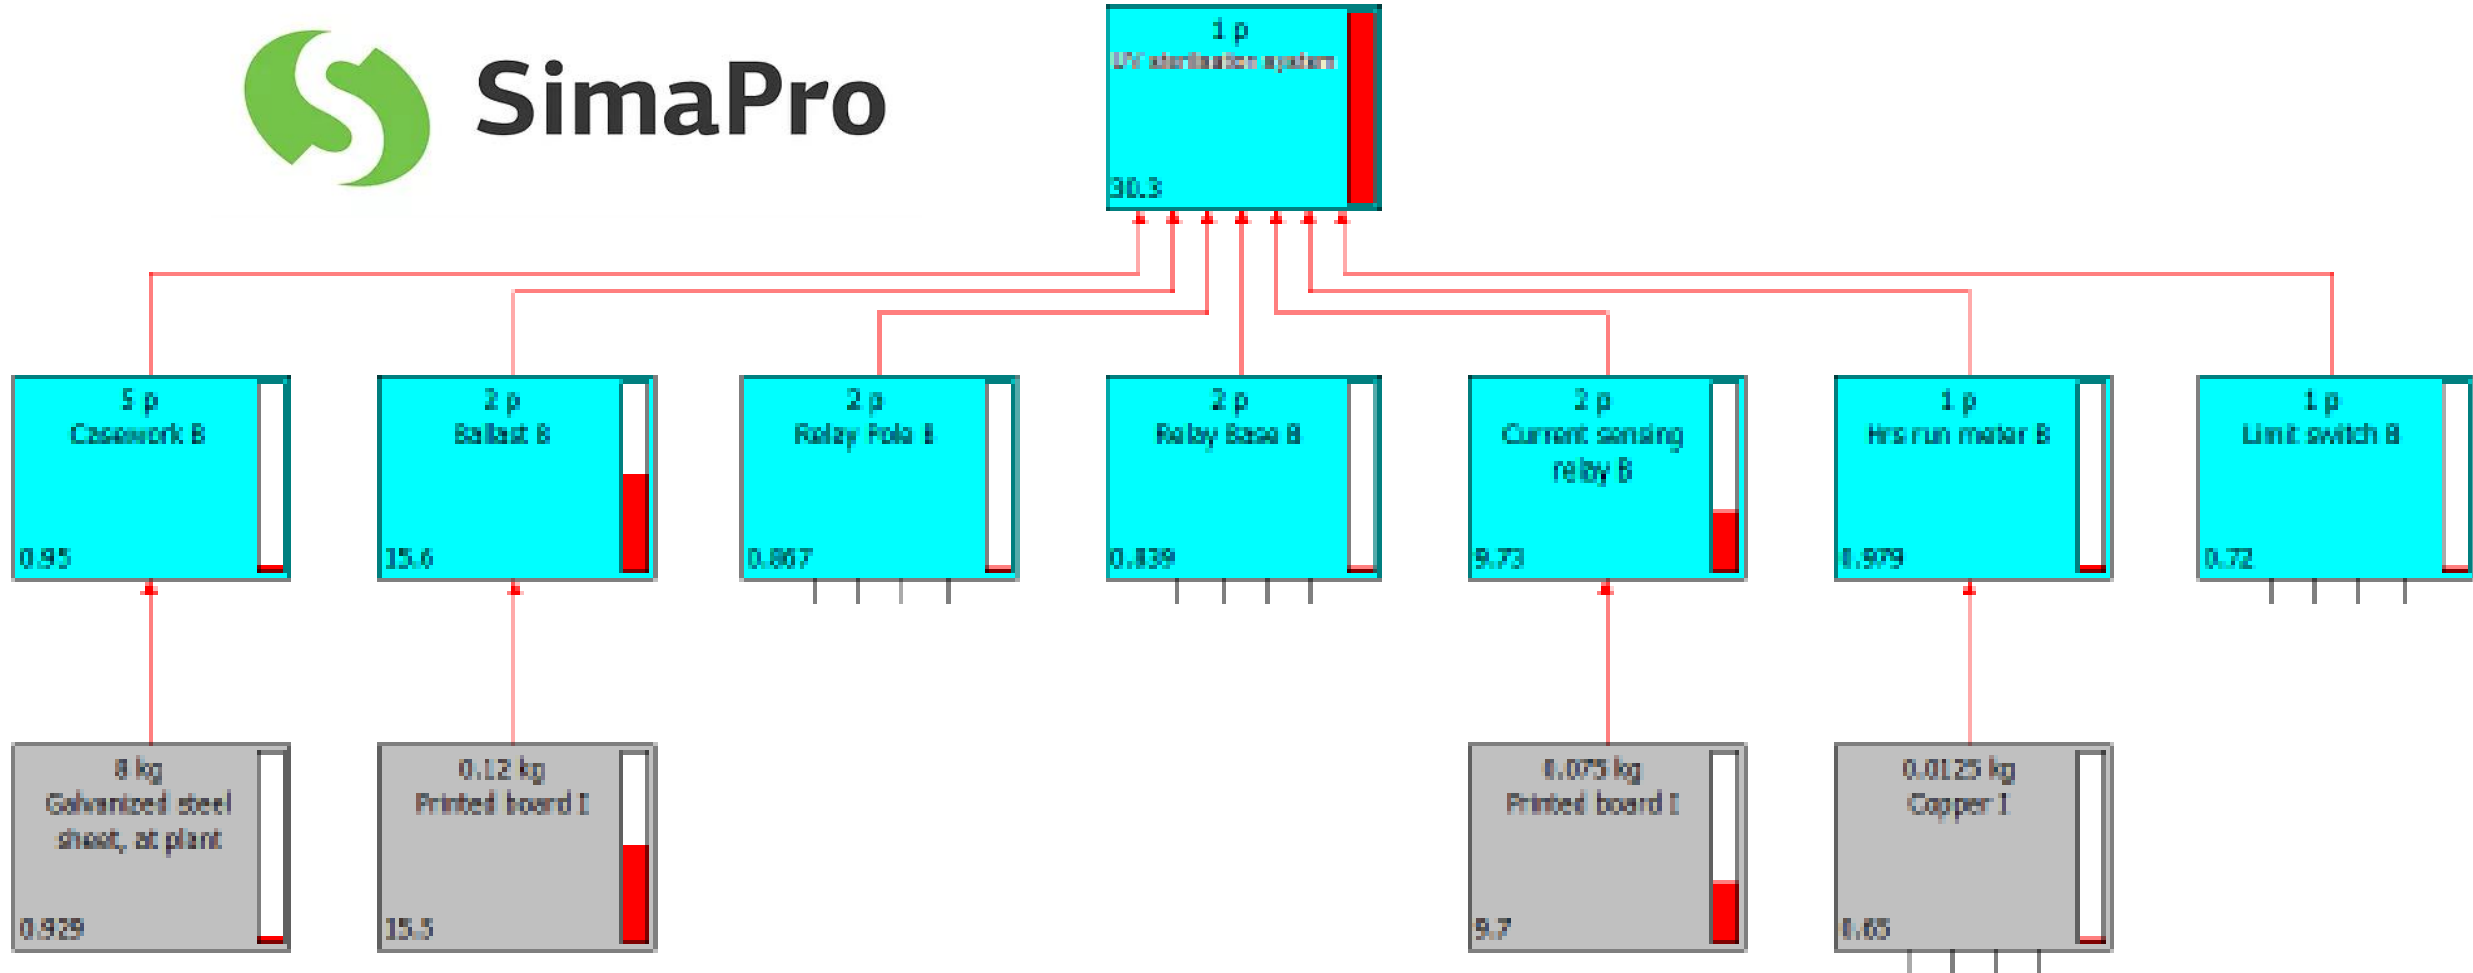 SimaPro
1 p
UV sterilisation system
30.3
5 p
Casework B
0.95
2 p
Ballast B
15.6
2 p
Relay Pole B
0.867
2 p
Relay Base B
0.839
2 p
Current sensing
relay B
9.73
1 p
Hrs run meter B
0.979
1 p
Limit switch B
0.72
8 kg
Galvanized steel
sheet, at plant
0.929
0.12 kg
Printed board I
15.5
0.075 kg
Printed board I
9.7
0.0125 kg
Copper I
0.65